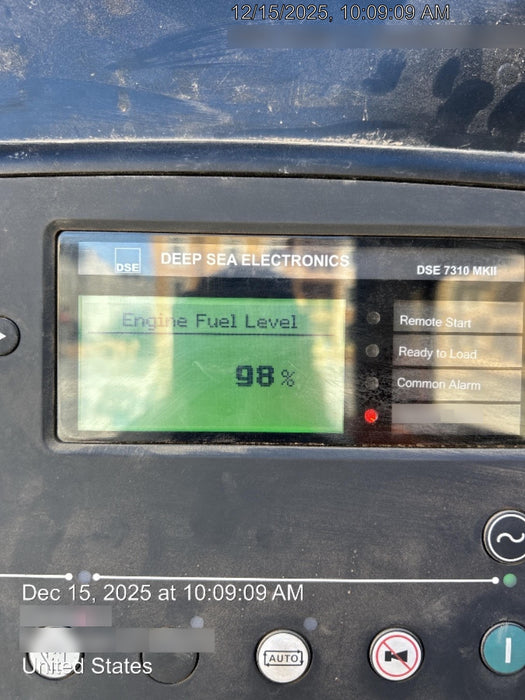 12/15/2025, 10:09:09 AM
DSE
DEEP SEA ELECTRONICS
DSE 7310 MKII
Engine Fuel Level
98 %
Remote Start
Ready to Load
Common Alarm
Dec 15, 2025 at 10:09:09 AM
AUTO
United States